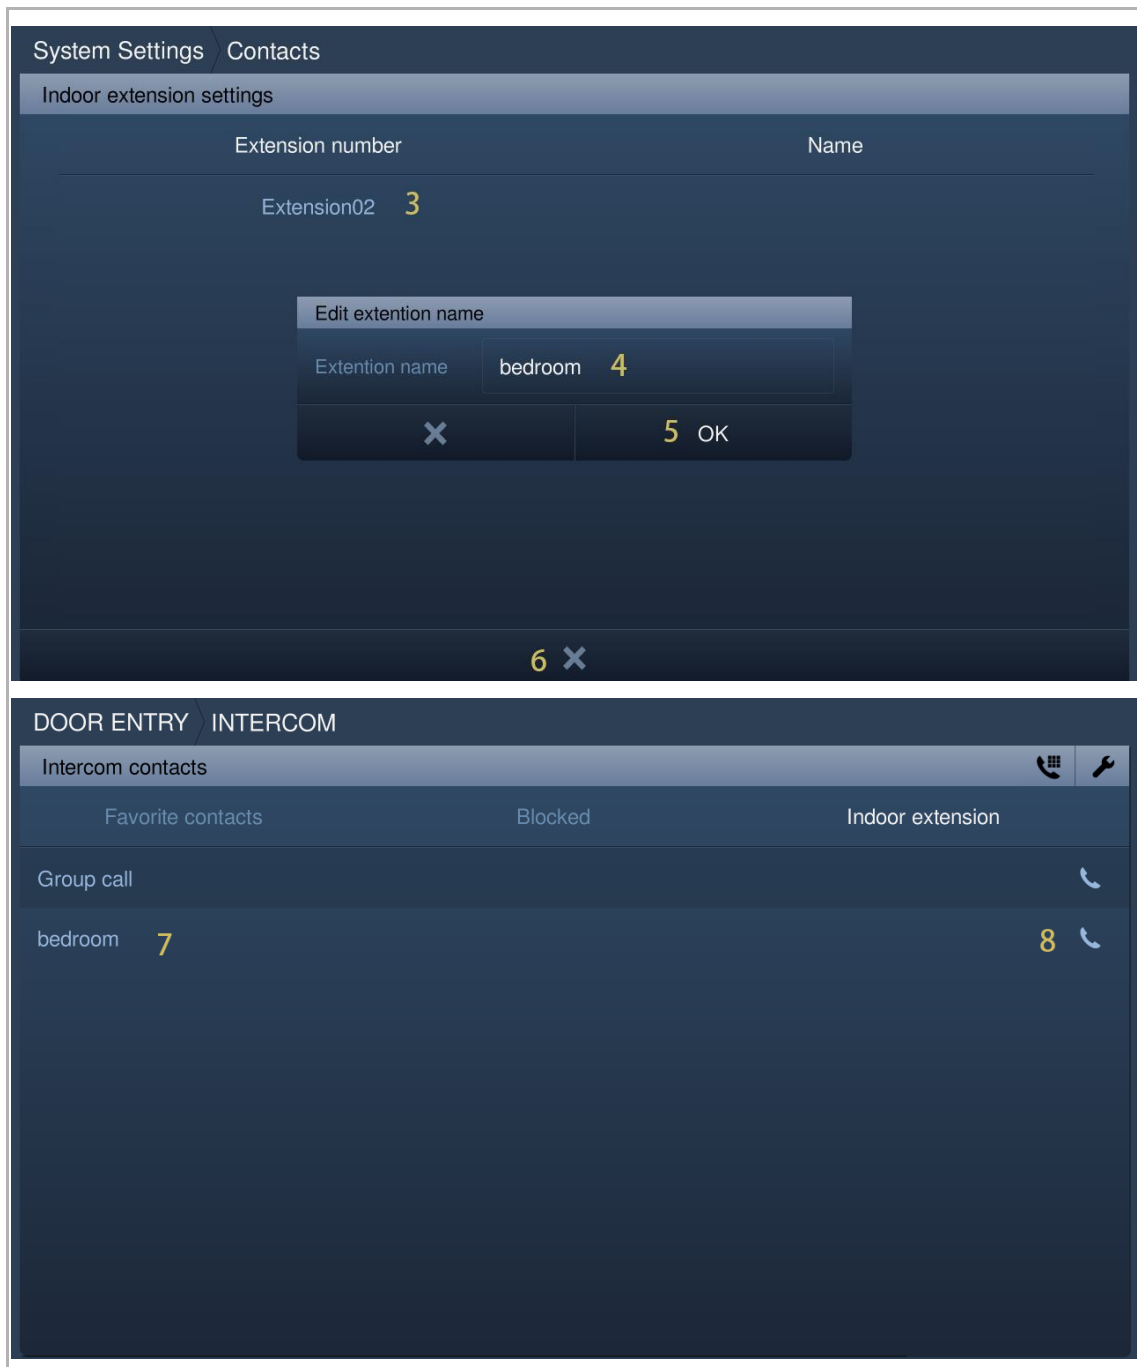 System Settings Contacts
Indoor extension settings
Extension number Name
Extension02 3
Edit extention name
Extention name bedroom 4
5 OK
6
DOOR ENTRY INTERCOM
Intercom contacts
Favorite contacts Blocked Indoor extension
Group call
bedroom 7 8